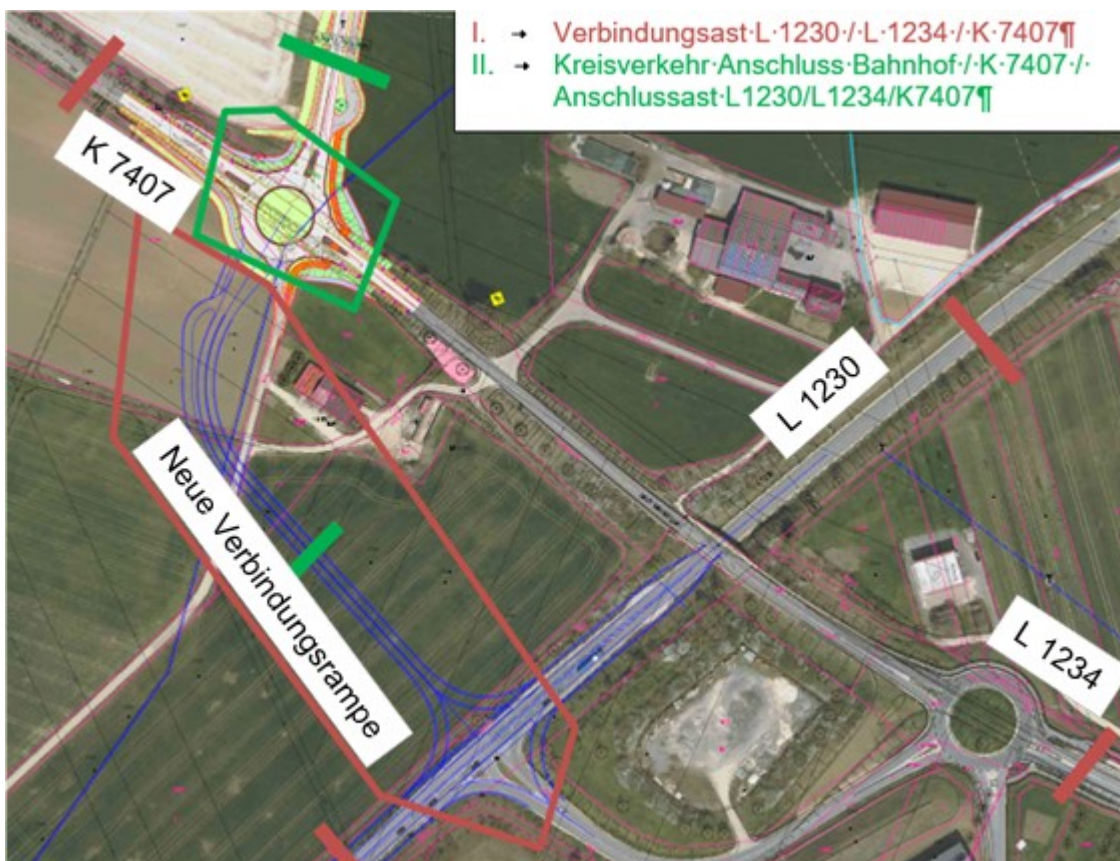 I. → Verbindungsast·L·1230·/·L·1234·/·K·7407¶
II. → Kreisverkehr·Anschluss·Bahnhof·/·K·7407·/·
Anschlussast·L1230/L1234/K7407¶
K 7407
L 1230
Neue Verbindungsrampe
L 1234